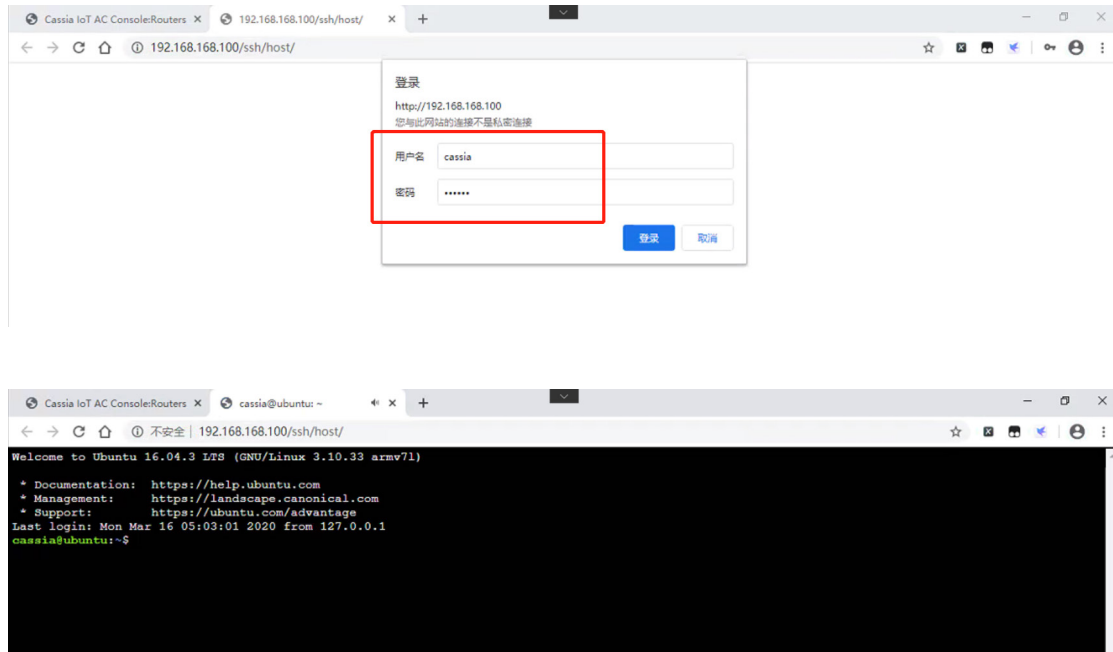 Cassia IoT AC Console:Routers
192.168.168.100/ssh/host/
192.168.168.100/ssh/host/
登录
http://192.168.168.100
您与此网站的连接不是私密连接
用户名 cassia
密码 ••••••
登录 取消
Cassia IoT AC Console:Routers
cassia@ubuntu: ~
不安全 | 192.168.168.100/ssh/host/
Welcome to Ubuntu 16.04.3 LTS (GNU/Linux 3.10.33 armv7l)
* Documentation: https://help.ubuntu.com
* Management: https://landscape.canonical.com
* Support: https://ubuntu.com/advantage
Last login: Mon Mar 16 05:03:01 2020 from 127.0.0.1
cassia@ubuntu:~$